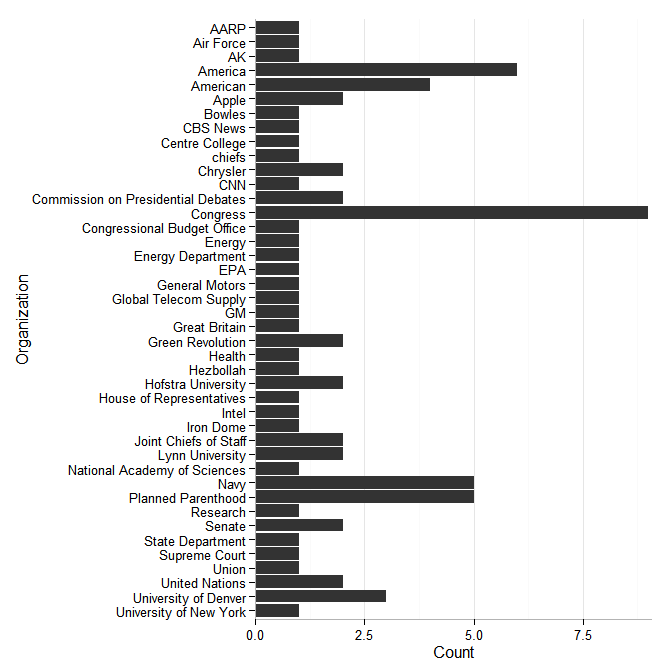 AARP
Air Force
AK
America
American
Apple
Bowles
CBS News
Centre College
chiefs
Chrysler
CNN
Commission on Presidential Debates
Congress
Congressional Budget Office
Energy
Energy Department
EPA
General Motors
Global Telecom Supply
GM
Great Britain
Green Revolution
Health
Hezbollah
Hofstra University
House of Representatives
Intel
Iron Dome
Joint Chiefs of Staff
Lynn University
National Academy of Sciences
Navy
Planned Parenthood
Research
Senate
State Department
Supreme Court
Union
United Nations
University of Denver
University of New York
Organization
0.0 2.5 5.0 7.5
Count